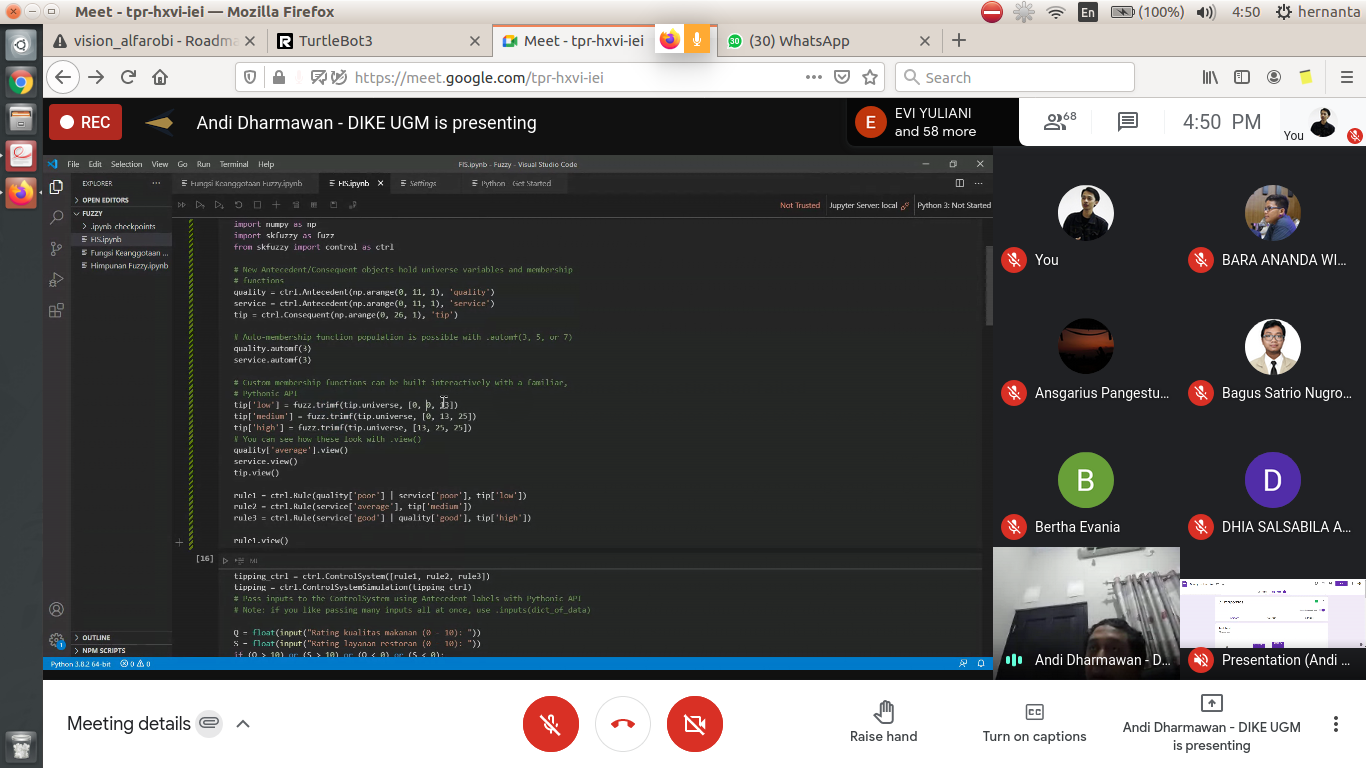 Meet - tpr-hxvi-iei — Mozilla Firefox
En (100%) 4:50 hernanta
vision_alfarobi - Roadma
TurtleBot3
Meet - tpr-hxvi-iei
(30) WhatsApp
https://meet.google.com/tpr-hxvi-iei
Search
REC
Andi Dharmawan - DIKE UGM is presenting
E
EVI YULIANI
and 58 more
68
4:50 PM
You
File Edit Selection View Go Run Terminal Help
FIS.ipynb - Fuzzy - Visual Studio Code
EXPLORER
Fungsi Keanggotaan Fuzzy.ipynb
FIS.ipynb
Settings
Python - Get Started
OPEN EDITORS
FUZZY
.ipynb_checkpoints
FIS.ipynb
Fungsi Keanggotaan ...
Himpunan Fuzzy.ipynb
Not Trusted
Jupyter Server: local
Python 3: Not Started
import numpy as np
import skfuzzy as fuzz
from skfuzzy import control as ctrl
# New Antecedent/Consequent objects hold universe variables and membership
# functions
quality = ctrl.Antecedent(np.arange(0, 11, 1), 'quality')
service = ctrl.Antecedent(np.arange(0, 11, 1), 'service')
tip = ctrl.Consequent(np.arange(0, 26, 1), 'tip')
# Auto-membership function population is possible with .automf(3, 5, or 7)
quality.automf(3)
service.automf(3)
# Custom membership functions can be built interactively with a familiar,
# Pythonic API
tip['low'] = fuzz.trimf(tip.universe, [0, 0, 13])
tip['medium'] = fuzz.trimf(tip.universe, [0, 13, 25])
tip['high'] = fuzz.trimf(tip.universe, [13, 25, 25])
# You can see how these look with .view()
quality['average'].view()
service.view()
tip.view()
rule1 = ctrl.Rule(quality['poor'] | service['poor'], tip['low'])
rule2 = ctrl.Rule(service['average'], tip['medium'])
rule3 = ctrl.Rule(service['good'] | quality['good'], tip['high'])
rule1.view()
[16]
tipping_ctrl = ctrl.ControlSystem([rule1, rule2, rule3])
tipping = ctrl.ControlSystemSimulation(tipping_ctrl)
# Pass inputs to the ControlSystem using Antecedent labels with Pythonic API
# Note: if you like passing many inputs all at once, use .inputs(dict_of_data)
Q = float(input("Rating kualitas makanan (0 - 10): "))
S = float(input("Rating layanan restoran (0 - 10): "))
if (Q > 10) or (S > 10) or (Q < 0) or (S < 0):
OUTLINE
NPM SCRIPTS
Python 3.8.2 64-bit 0 0
You
BARA ANANDA WI...
Ansgarius Pangestu...
Bagus Satrio Nugro...
B
Bertha Evania
D
DHIA SALSABILA A...
Andi Dharmawan - D...
Presentation (Andi ...
Meeting details
Raise hand
CC
Turn on captions
Andi Dharmawan - DIKE UGM
is presenting